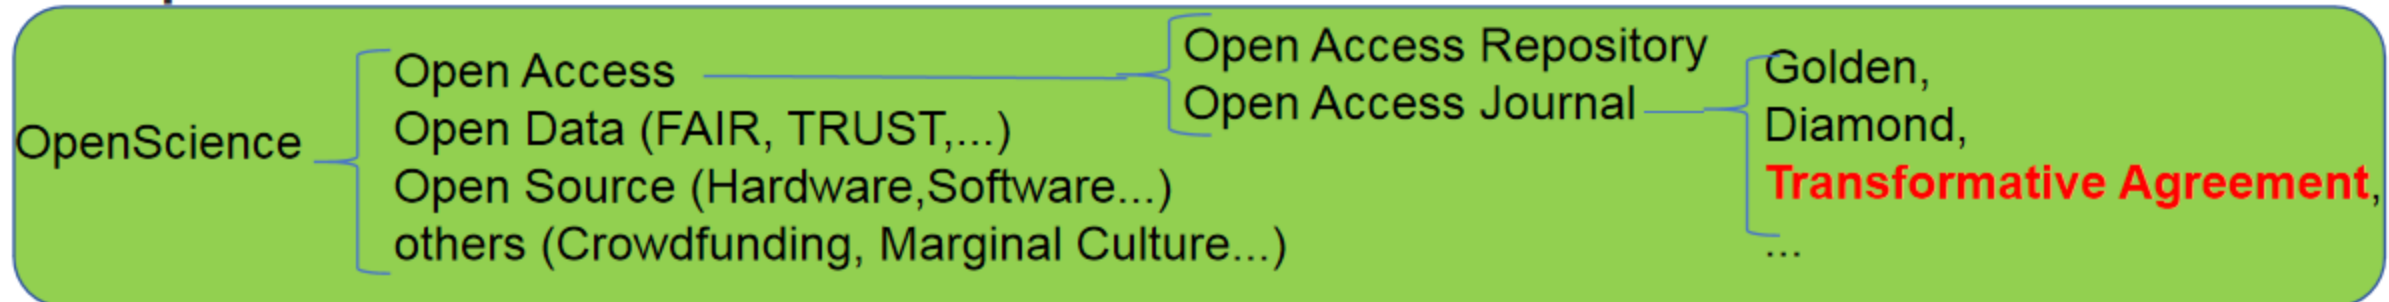 OpenScience
Open Access
Open Data (FAIR, TRUST,...)
Open Source (Hardware,Software...)
others (Crowdfunding, Marginal Culture...)
Open Access Repository
Open Access Journal
Golden,
Diamond,
Transformative Agreement,
...